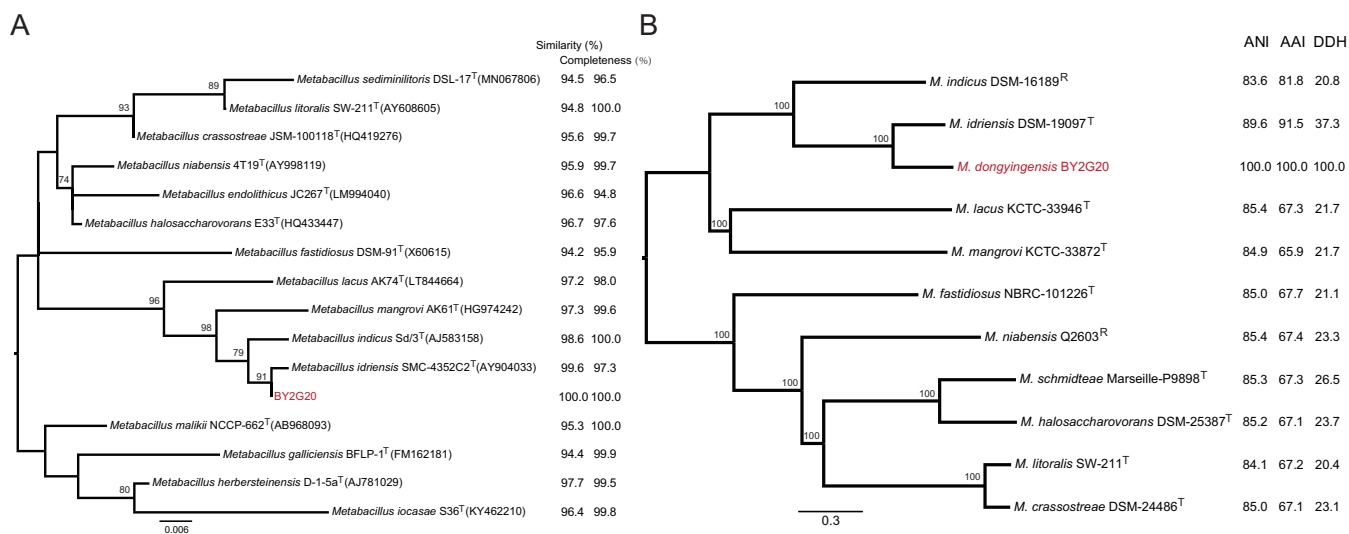 A
Similarity (%)
Completeness (%)
Metabacillus sediminilitoris DSL-17T(MN067806) 94.5 96.5
89
Metabacillus litoralis SW-211T(AY608605) 94.8 100.0
93
Metabacillus crassostreae JSM-100118T(HQ419276) 95.6 99.7
Metabacillus niabensis 4T19T(AY998119) 95.9 99.7
74
Metabacillus endolithicus JC267T(LM994040) 96.6 94.8
Metabacillus halosaccharovorans E33T(HQ433447) 96.7 97.6
Metabacillus fastidiosus DSM-91T(X60615) 94.2 95.9
Metabacillus lacus AK74T(LT844664) 97.2 98.0
96
Metabacillus mangrovi AK61T(HG974242) 97.3 99.6
98
Metabacillus indicus Sd/3T(AJ583158) 98.6 100.0
79
Metabacillus idriensis SMC-4352C2T(AY904033) 99.6 97.3
91
BY2G20 100.0 100.0
Metabacillus malikii NCCP-662T(AB968093) 95.3 100.0
Metabacillus galliciensis BFLP-1T(FM162181) 94.4 99.9
Metabacillus herbersteinensis D-1-5aT(AJ781029) 97.7 99.5
80
Metabacillus iocasae S36T(KY462210) 96.4 99.8
0.006
B
ANI AAI DDH
M. indicus DSM-16189R 83.6 81.8 20.8
100
M. idriensis DSM-19097T 89.6 91.5 37.3
100
M. dongyingensis BY2G20 100.0 100.0 100.0
M. lacus KCTC-33946T 85.4 67.3 21.7
100
M. mangrovi KCTC-33872T 84.9 65.9 21.7
M. fastidiosus NBRC-101226T 85.0 67.7 21.1
100
M. niabensis Q2603R 85.4 67.4 23.3
100
M. schmidteae Marseille-P9898T 85.3 67.3 26.5
100
M. halosaccharovorans DSM-25387T 85.2 67.1 23.7
100
M. litoralis SW-211T 84.1 67.2 20.4
100
M. crassostreae DSM-24486T 85.0 67.1 23.1
0.3